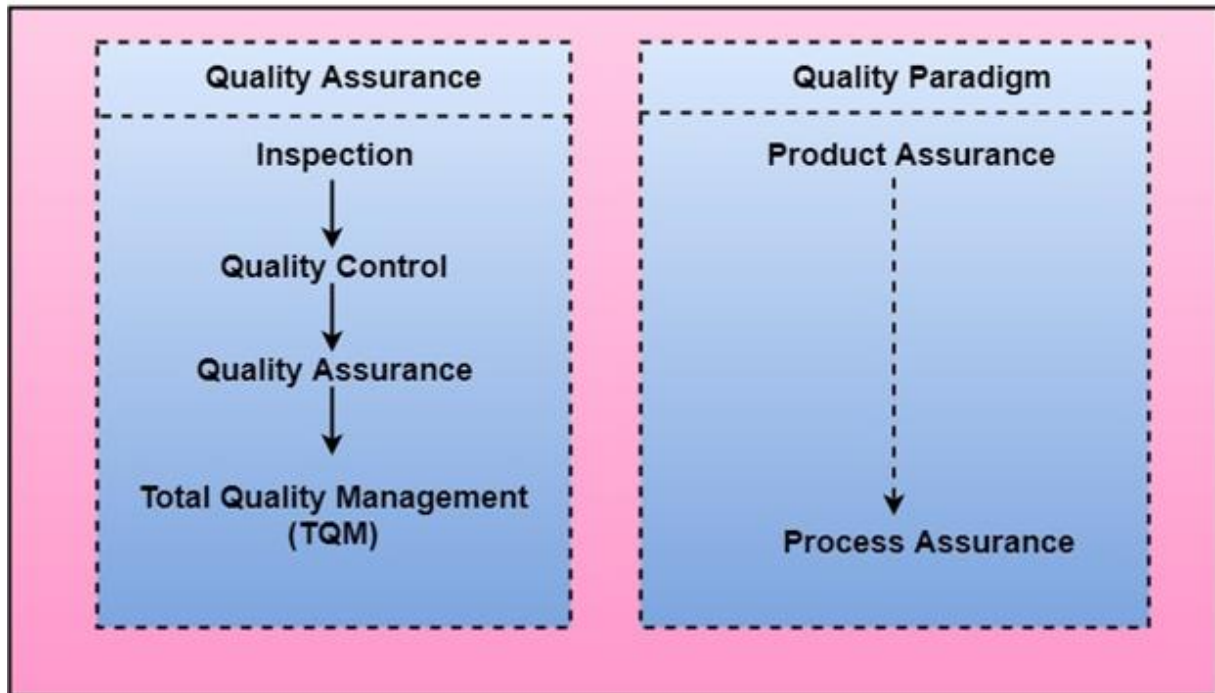 Quality Assurance
Inspection
Quality Control
Quality Assurance
Total Quality Management
(TQM)
Quality Paradigm
Product Assurance
Process Assurance